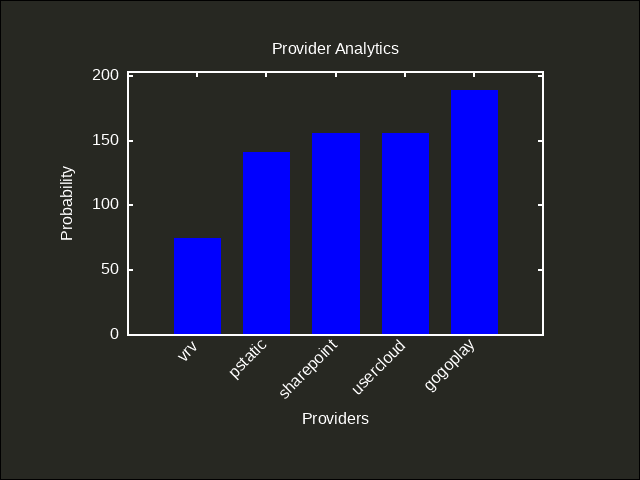 Provider Analytics
200
150
100
50
0
Probability
vrv
pstatic
sharepoint
usercloud
gogoplay
Providers